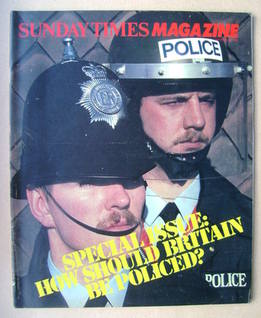 SUNDAY TIMES MAGAZINE
POLICE
SPECIAL ISSUE:
HOW SHOULD BRITAIN
BE POLICED?
POLICE